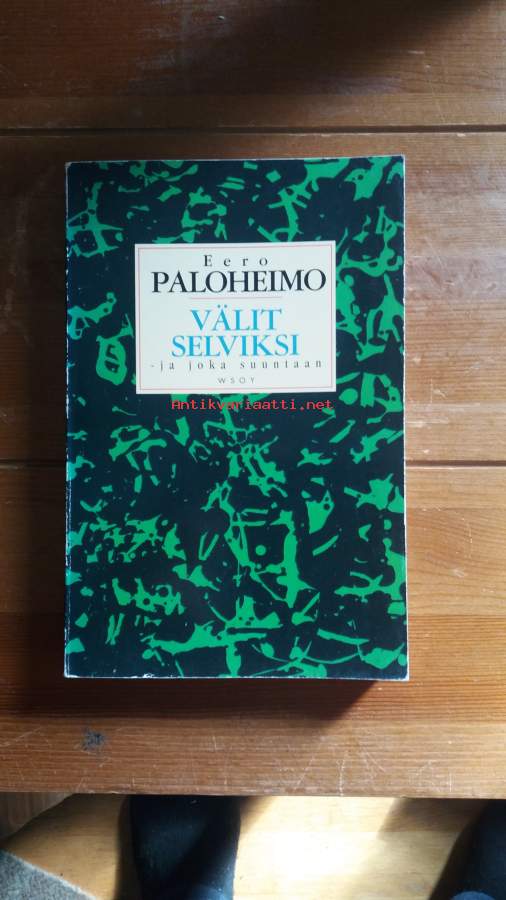 Eero
PALOHEIMO
VÄLIT
SELVIKSI
-ja joka suuntaan
WSOY
Antikvariaatti.net